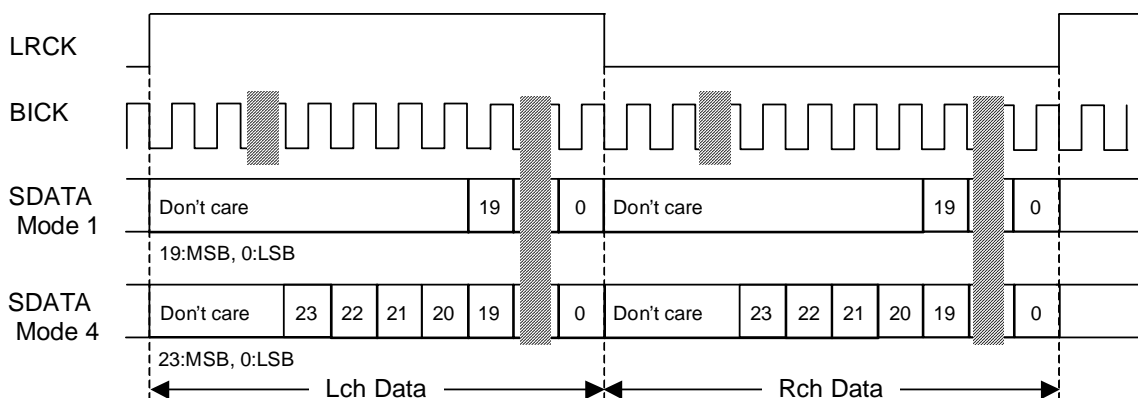 LRCK
BICK
SDATA
Mode 1
Don't care 19 0 Don't care 19 0
19:MSB, 0:LSB
SDATA
Mode 4
Don't care 23 22 21 20 19 0 Don't care 23 22 21 20 19 0
23:MSB, 0:LSB
Lch Data Rch Data